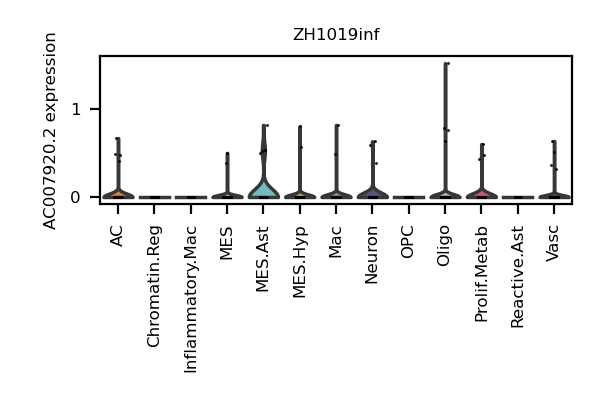 ZH1019inf
AC007920.2 expression
1
0
AC
Chromatin.Reg
Inflammatory.Mac
MES
MES.Ast
MES.Hyp
Mac
Neuron
OPC
Oligo
Prolif.Metab
Reactive.Ast
Vasc